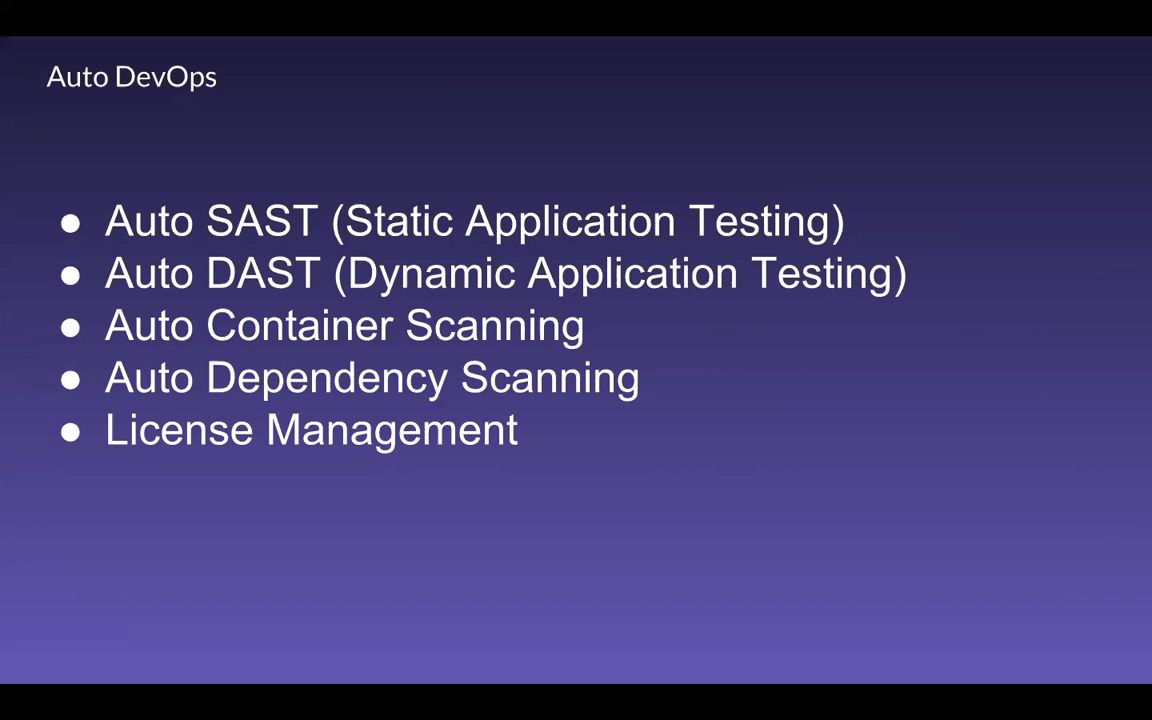 Auto DevOps
● Auto SAST (Static Application Testing)
● Auto DAST (Dynamic Application Testing)
● Auto Container Scanning
● Auto Dependency Scanning
● License Management